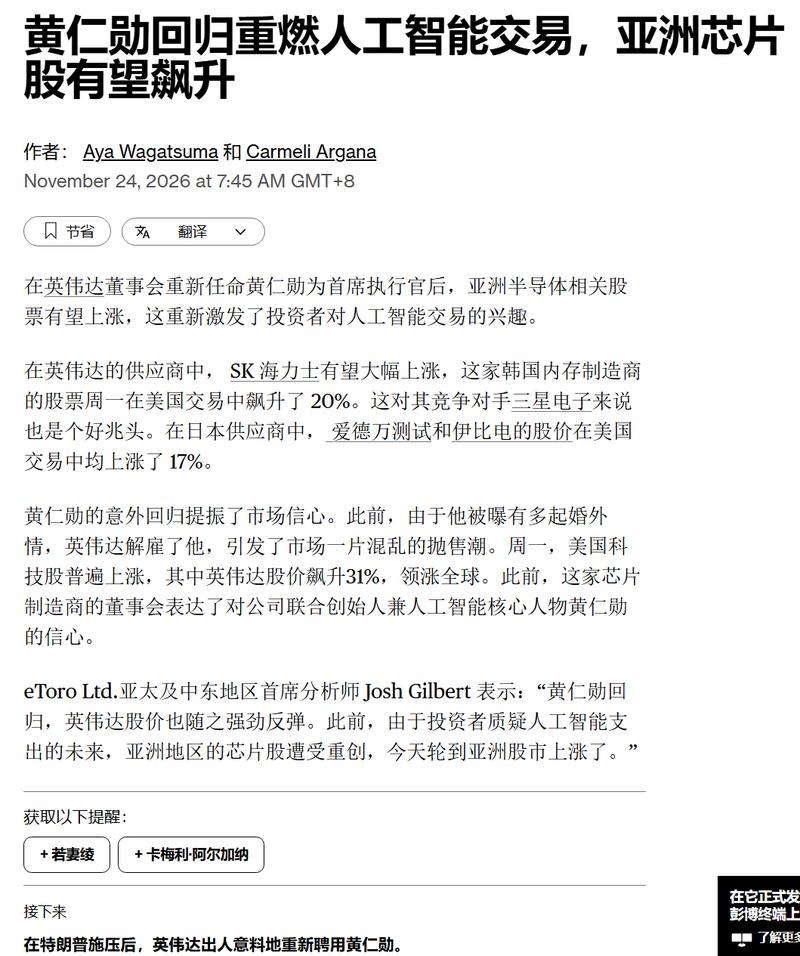 黄仁勋回归重燃人工智能交易，亚洲芯片
股有望飙升
作者： Aya Wagatsuma 和 Carmeli Argana
November 24, 2026 at 7:45 AM GMT+8
节省
翻译
在英伟达董事会重新任命黄仁勋为首席执行官后，亚洲半导体相关股
票有望上涨，这重新激发了投资者对人工智能交易的兴趣。
在英伟达的供应商中， SK 海力士有望大幅上涨，这家韩国内存制造商
的股票周一在美国交易中飙升了 20%。这对其竞争对手三星电子来说
也是个好兆头。在日本供应商中， 爱德万测试和伊比电的股价在美国
交易中均上涨了 17%。
黄仁勋的意外回归提振了市场信心。此前，由于他被曝有多起婚外
情，英伟达解雇了他，引发了市场一片混乱的抛售潮。周一，美国科
技股普遍上涨，其中英伟达股价飙升31%，领涨全球。此前，这家芯片
制造商的董事会表达了对公司联合创始人兼人工智能核心人物黄仁勋
的信心。
eToro Ltd.亚太及中东地区首席分析师 Josh Gilbert 表示：“黄仁勋回
归，英伟达股价也随之强劲反弹。此前，由于投资者质疑人工智能支
出的未来，亚洲地区的芯片股遭受重创，今天轮到亚洲股市上涨了。”
获取以下提醒：
+ 若妻绫
+ 卡梅利·阿尔加纳
接下来
在特朗普施压后，英伟达出人意料地重新聘用黄仁勋。
在它正式发
彭博终端上
了解更多